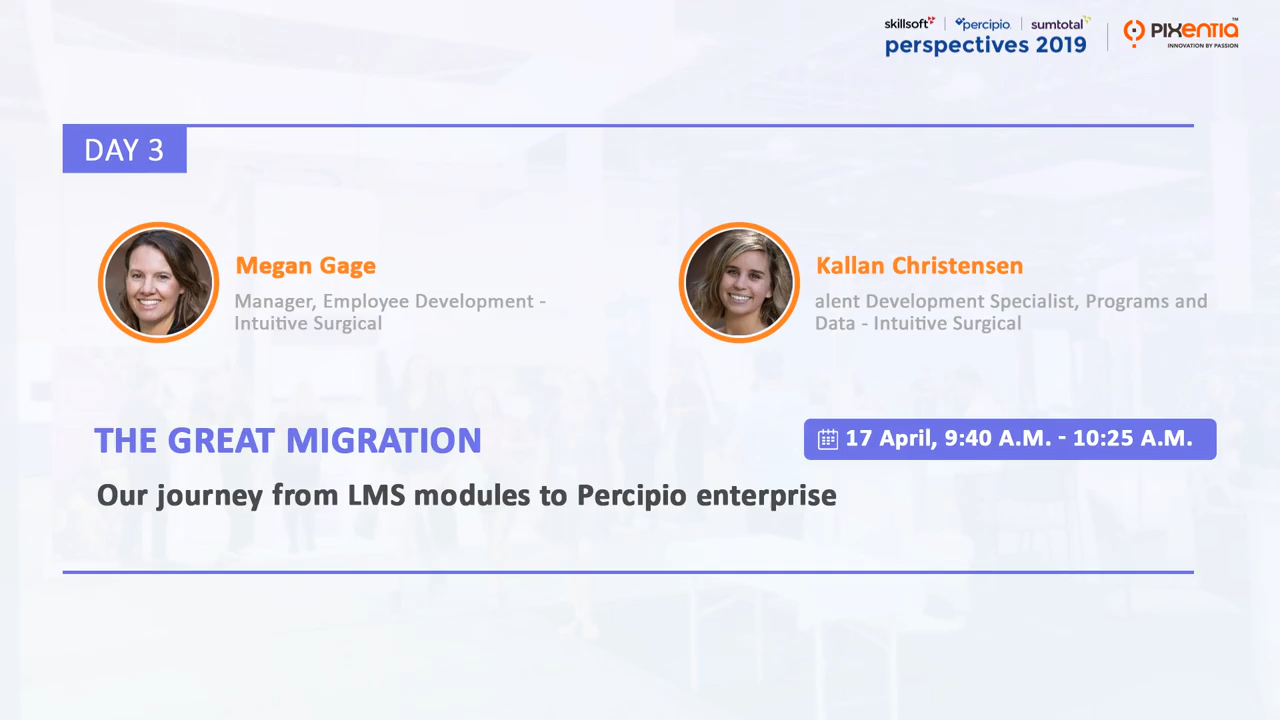 skillsoft percipio. sumtotal
perspectives 2019
PIXENTIA™
INNOVATION BY PASSION
DAY 3
Megan Gage
Manager, Employee Development -
Intuitive Surgical
Kallan Christensen
alent Development Specialist, Programs and
Data - Intuitive Surgical
THE GREAT MIGRATION
17 April, 9:40 A.M. - 10:25 A.M.
Our journey from LMS modules to Percipio enterprise